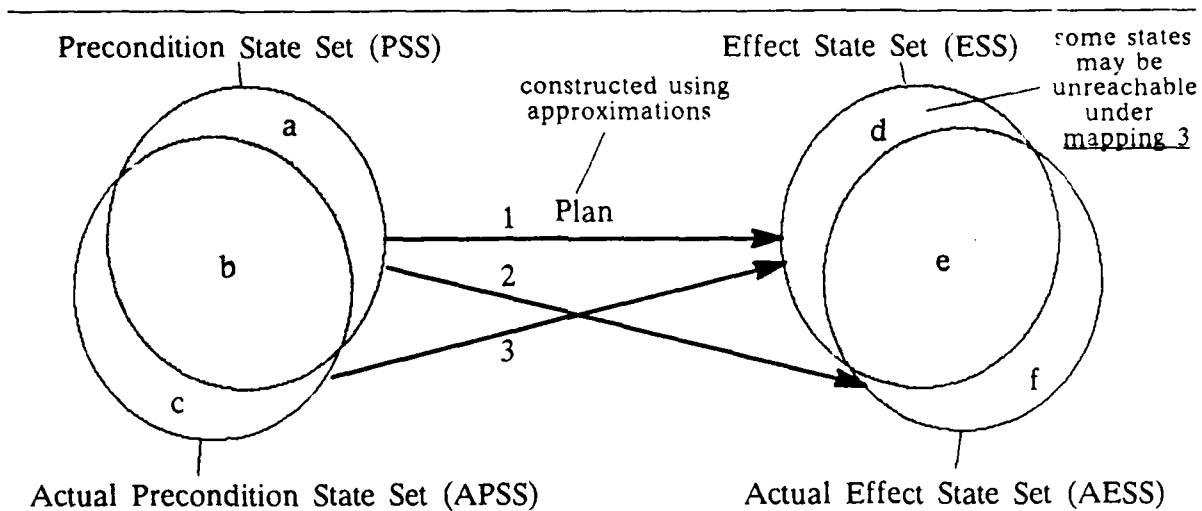 Precondition State Set (PSS)
Effect State Set (ESS)
some states
may be
unreachable
under
mapping 3
constructed using
approximations
a
d
1
Plan
b
2
e
3
c
f
Actual Precondition State Set (APSS)
Actual Effect State Set (AESS)